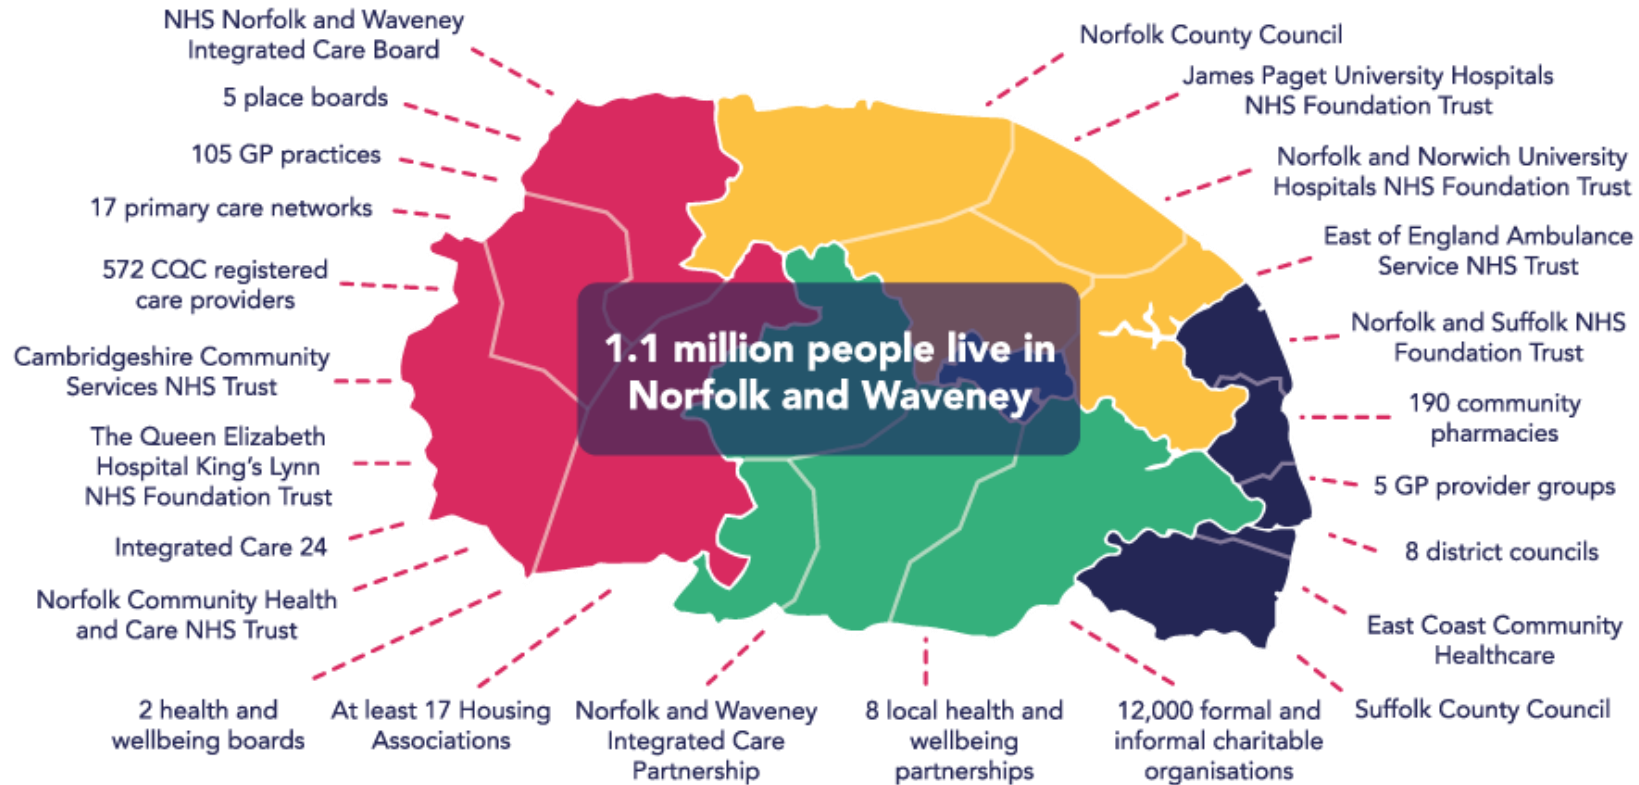 NHS Norfolk and Waveney
Integrated Care Board
5 place boards
105 GP practices
17 primary care networks
572 CQC registered
care providers
Cambridgeshire Community
Services NHS Trust
The Queen Elizabeth
Hospital King's Lynn
NHS Foundation Trust
Integrated Care 24
Norfolk Community Health
and Care NHS Trust
2 health and
wellbeing boards
At least 17 Housing
Associations
Norfolk and Waveney
Integrated Care
Partnership
8 local health and
wellbeing
partnerships
12,000 formal and
informal charitable
organisations
1.1 million people live in
Norfolk and Waveney
Norfolk County Council
James Paget University Hospitals
NHS Foundation Trust
Norfolk and Norwich University
Hospitals NHS Foundation Trust
East of England Ambulance
Service NHS Trust
Norfolk and Suffolk NHS
Foundation Trust
190 community
pharmacies
5 GP provider groups
8 district councils
East Coast Community
Healthcare
Suffolk County Council